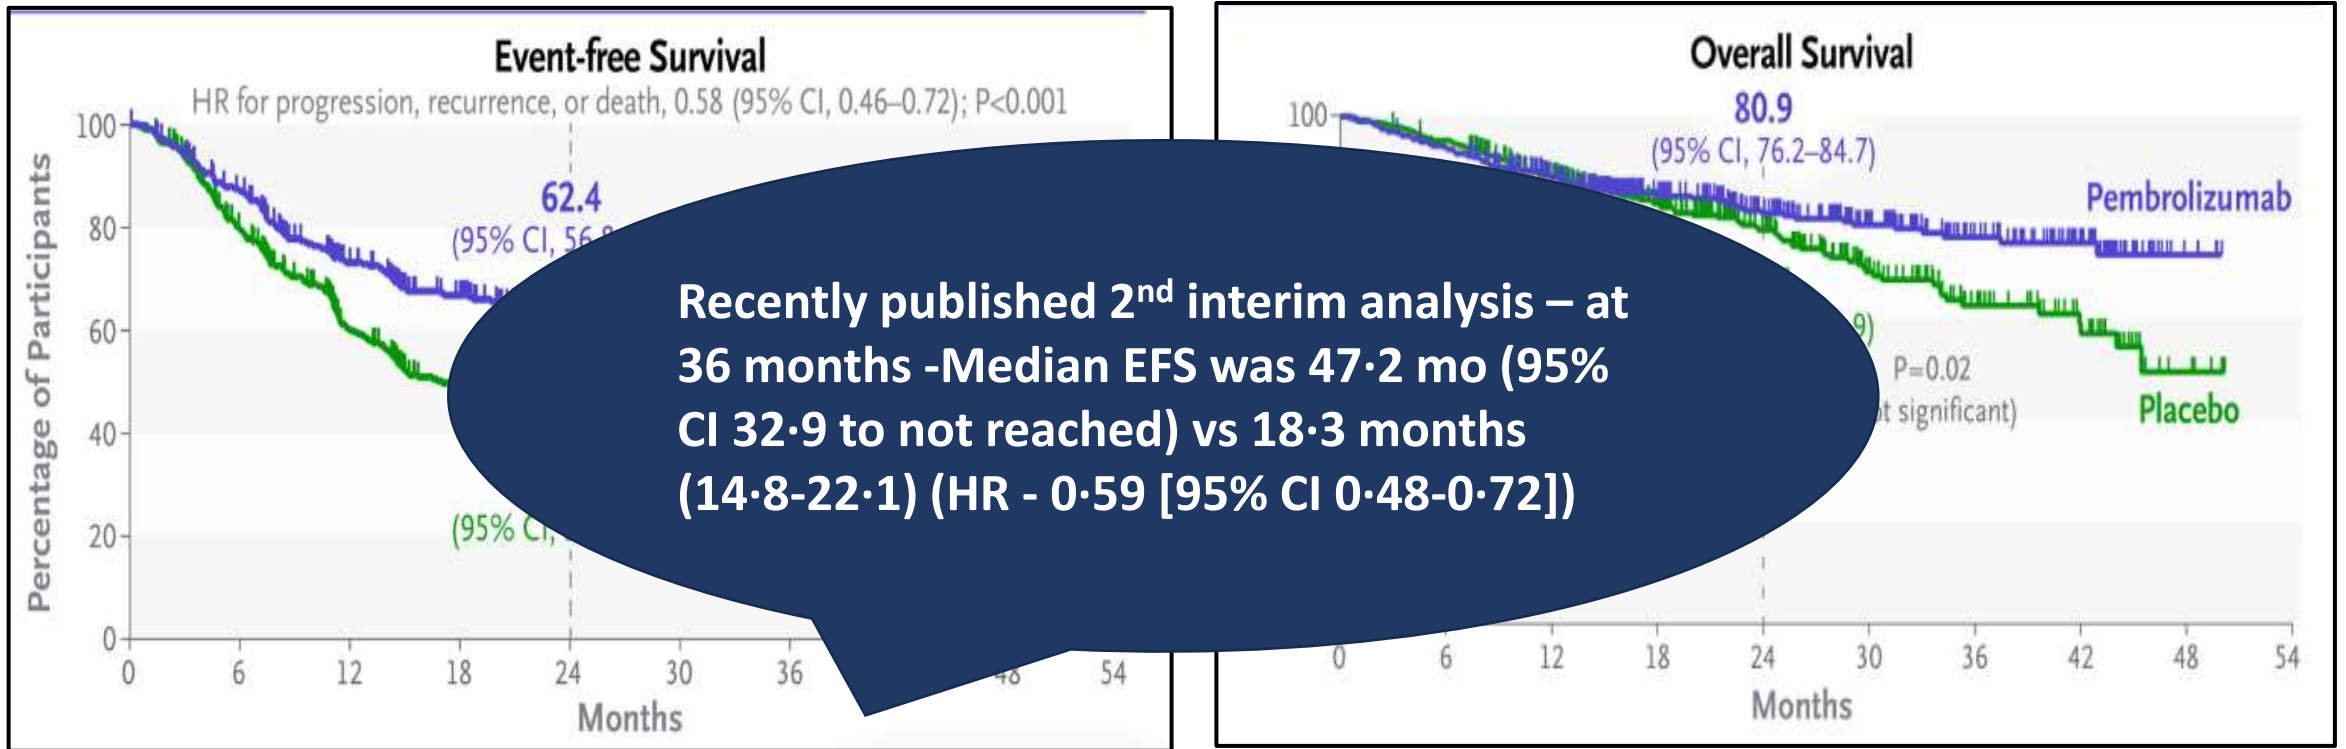 Event-free Survival
HR for progression, recurrence, or death, 0.58 (95% CI, 0.46–0.72); P<0.001
Percentage of Participants
100
80
60
40
20
0
62.4
(95% CI, 56.8
(95% CI,
0 6 12 18 24 30 36 48 54
Months
Overall Survival
100
80.9
(95% CI, 76.2–84.7)
Pembrolizumab
9)
P=0.02
significant)
Placebo
0 6 12 18 24 30 36 42 48 54
Months
Recently published 2nd interim analysis – at
36 months -Median EFS was 47·2 mo (95%
CI 32·9 to not reached) vs 18·3 months
(14·8-22·1) (HR - 0·59 [95% CI 0·48-0·72])